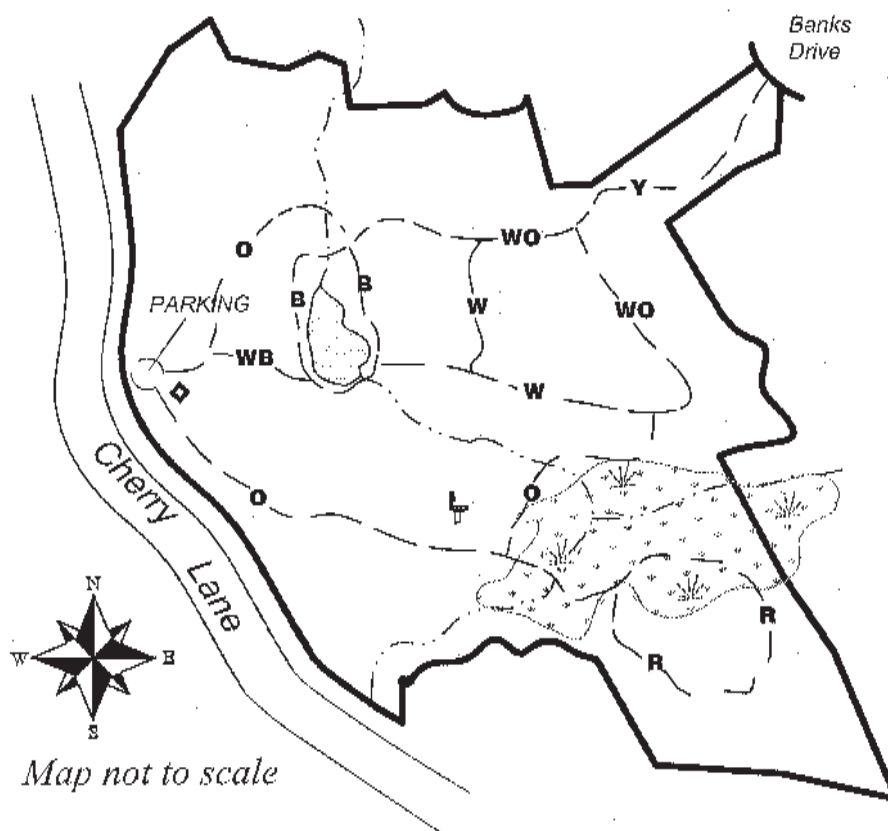 Banks
Drive
Y
O
WO
B
B
PARKING
W
WO
WB
W
O
L
O
Cherry
Lane
N
W
E
S
R
R
Map not to scale